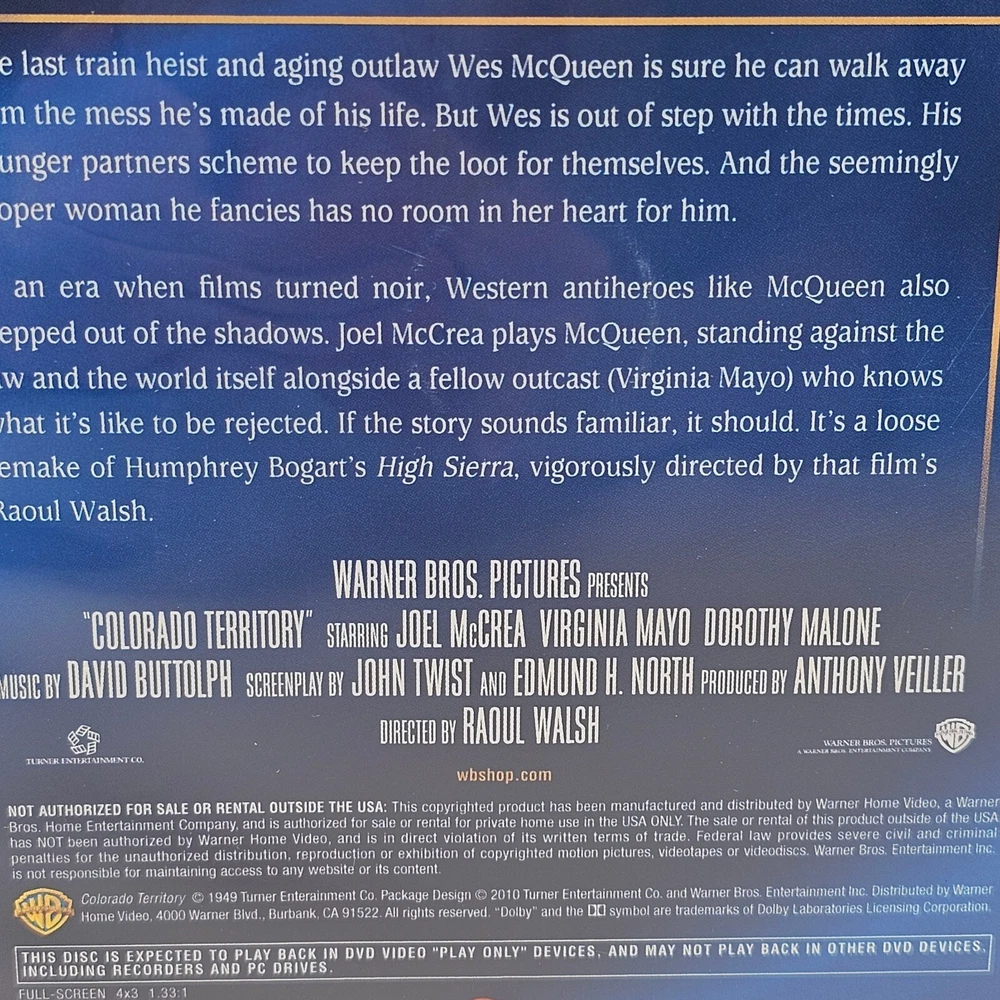 e last train heist and aging outlaw Wes McQueen is sure he can walk away
m the mess he's made of his life. But Wes is out of step with the times. His
unger partners scheme to keep the loot for themselves. And the seemingly
oper woman he fancies has no room in her heart for him.
an era when films turned noir, Western antiheroes like McQueen also
epped out of the shadows. Joel McCrea plays McQueen, standing against the
w and the world itself alongside a fellow outcast (Virginia Mayo) who knows
hat it's like to be rejected. If the story sounds familiar, it should. It's a loose
emake of Humphrey Bogart's High Sierra, vigorously directed by that film's
Raoul Walsh.
WARNER BROS. PICTURES PRESENTS
"COLORADO TERRITORY" STARRING JOEL McCREA VIRGINIA MAYO DOROTHY MALONE
MUSIC BY DAVID BUTTOLPH SCREENPLAY BY JOHN TWIST AND EDMUND H. NORTH PRODUCED BY ANTHONY VEILLER
DIRECTED BY RAOUL WALSH
TURNER ENTERTAINMENT CO.
WARNER BROS. PICTURES
A WARNER BROS. ENTERTAINMENT COMPANY
wbshop.com
NOT AUTHORIZED FOR SALE OR RENTAL OUTSIDE THE USA: This copyrighted product has been manufactured and distributed by Warner Home Video, a Warner
Bros. Home Entertainment Company, and is authorized for sale or rental for private home use in the USA ONLY. The sale or rental of this product outside of the USA
has NOT been authorized by Warner Home Video, and is in direct violation of its written terms of trade. Federal law provides severe civil and criminal
penalties for the unauthorized distribution, reproduction or exhibition of copyrighted motion pictures, videotapes or videodiscs. Warner Bros. Entertainment Inc.
is not responsible for maintaining access to any website or its content.
WB
Colorado Territory © 1949 Turner Enterainment Co. Package Design © 2010 Turner Entertainment Co. and Warner Bros. Entertainment Inc. Distributed by Warner
Home Video, 4000 Warner Blvd., Burbank, CA 91522. All rights reserved. "Dolby" and the symbol are trademarks of Dolby Laboratories Licensing Corporation.
THIS DISC IS EXPECTED TO PLAY BACK IN DVD VIDEO "PLAY ONLY" DEVICES, AND MAY NOT PLAY BACK IN OTHER DVD DEVICES,
INCLUDING RECORDERS AND PC DRIVES.
FULL-SCREEN 4x3 1.33:1